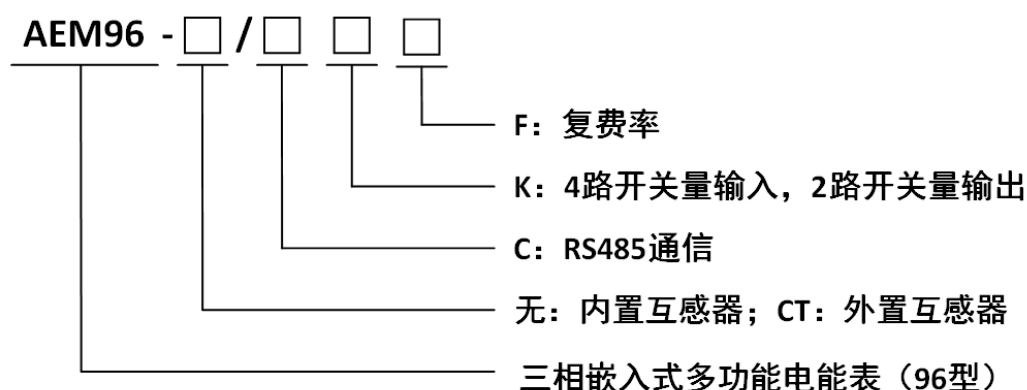 AEM96 -□/□ □ □
F：复费率
K：4路开关量输入，2路开关量输出
C：RS485通信
无：内置互感器；CT：外置互感器
三相嵌入式多功能电能表（96型）